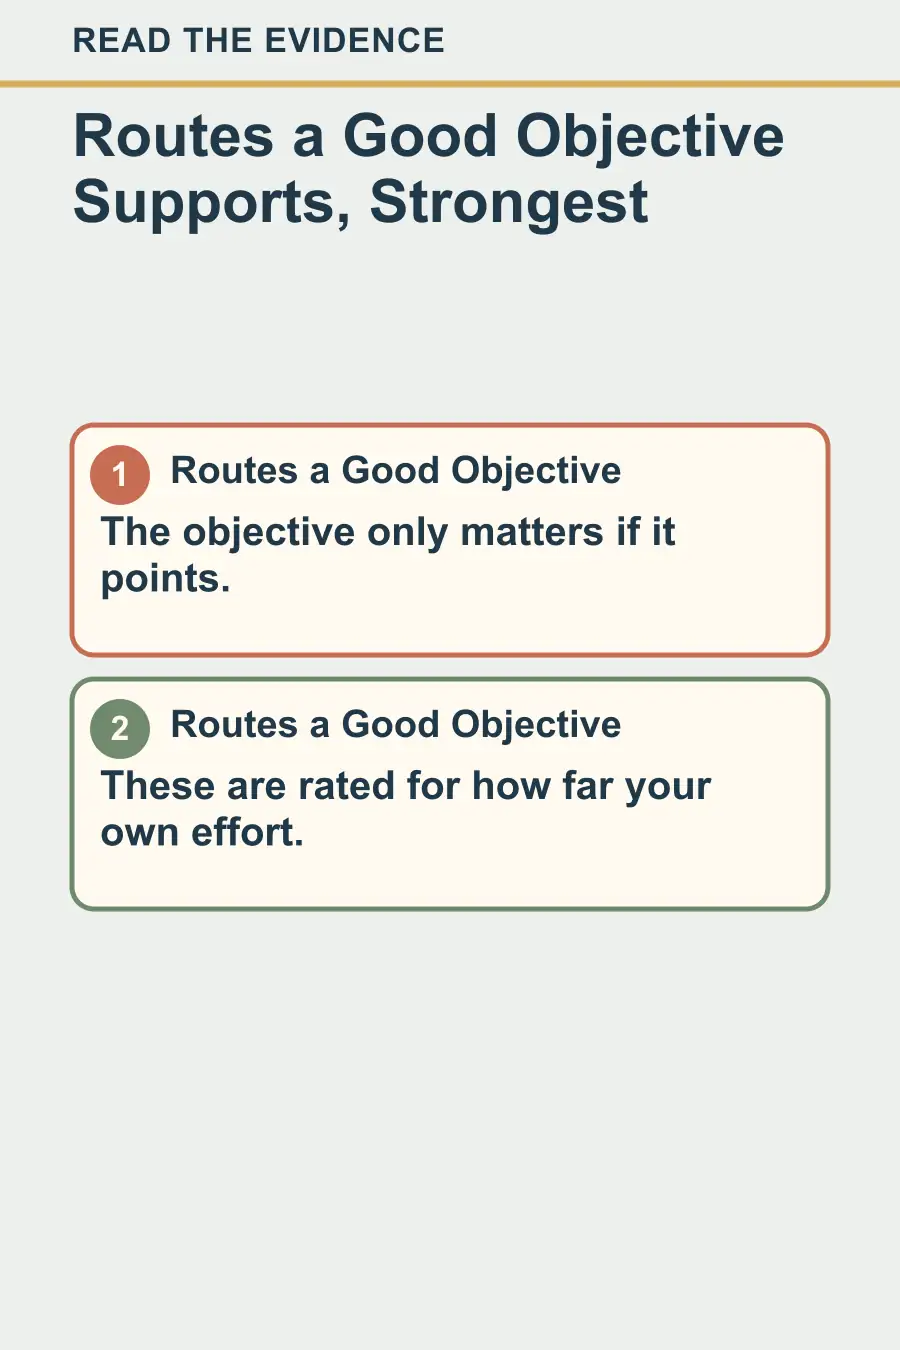 READ THE EVIDENCE
Routes a Good Objective
Supports, Strongest
1 Routes a Good Objective
The objective only matters if it
points.
2 Routes a Good Objective
These are rated for how far your
own effort.